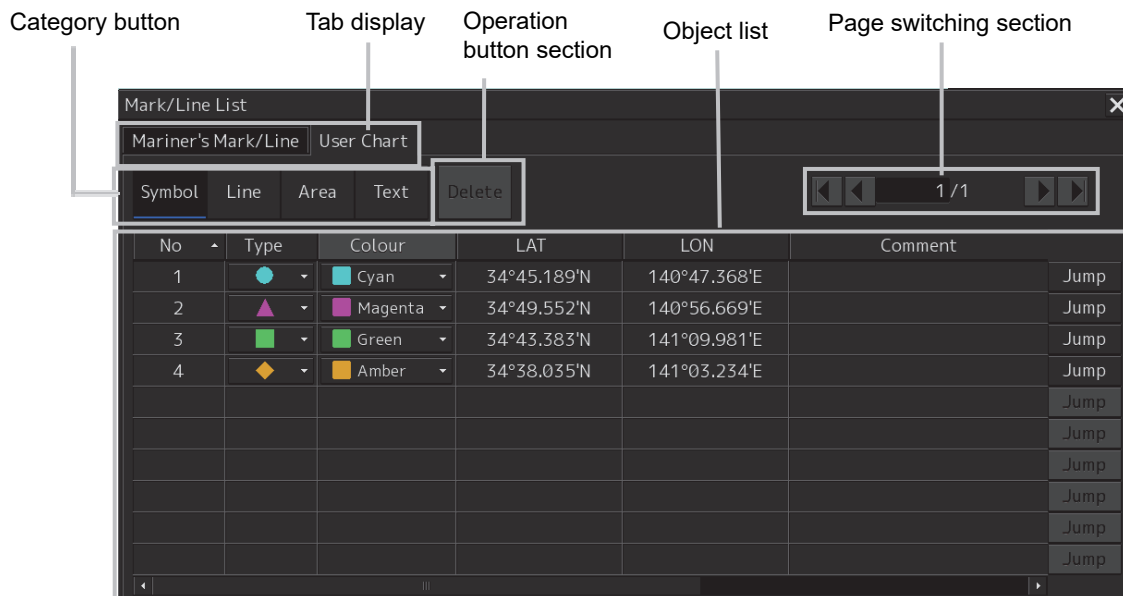 Category button
Tab display
Operation
button section
Object list
Page switching section
Mark/Line List
Mariner's Mark/Line User Chart
Symbol Line Area Text Delete 1 /1
No Type Colour LAT LON Comment
1 Cyan 34°45.189'N 140°47.368'E Jump
2 Magenta 34°49.552'N 140°56.669'E Jump
3 Green 34°43.383'N 141°09.981'E Jump
4 Amber 34°38.035'N 141°03.234'E Jump
Jump
Jump
Jump
Jump
Jump
Jump